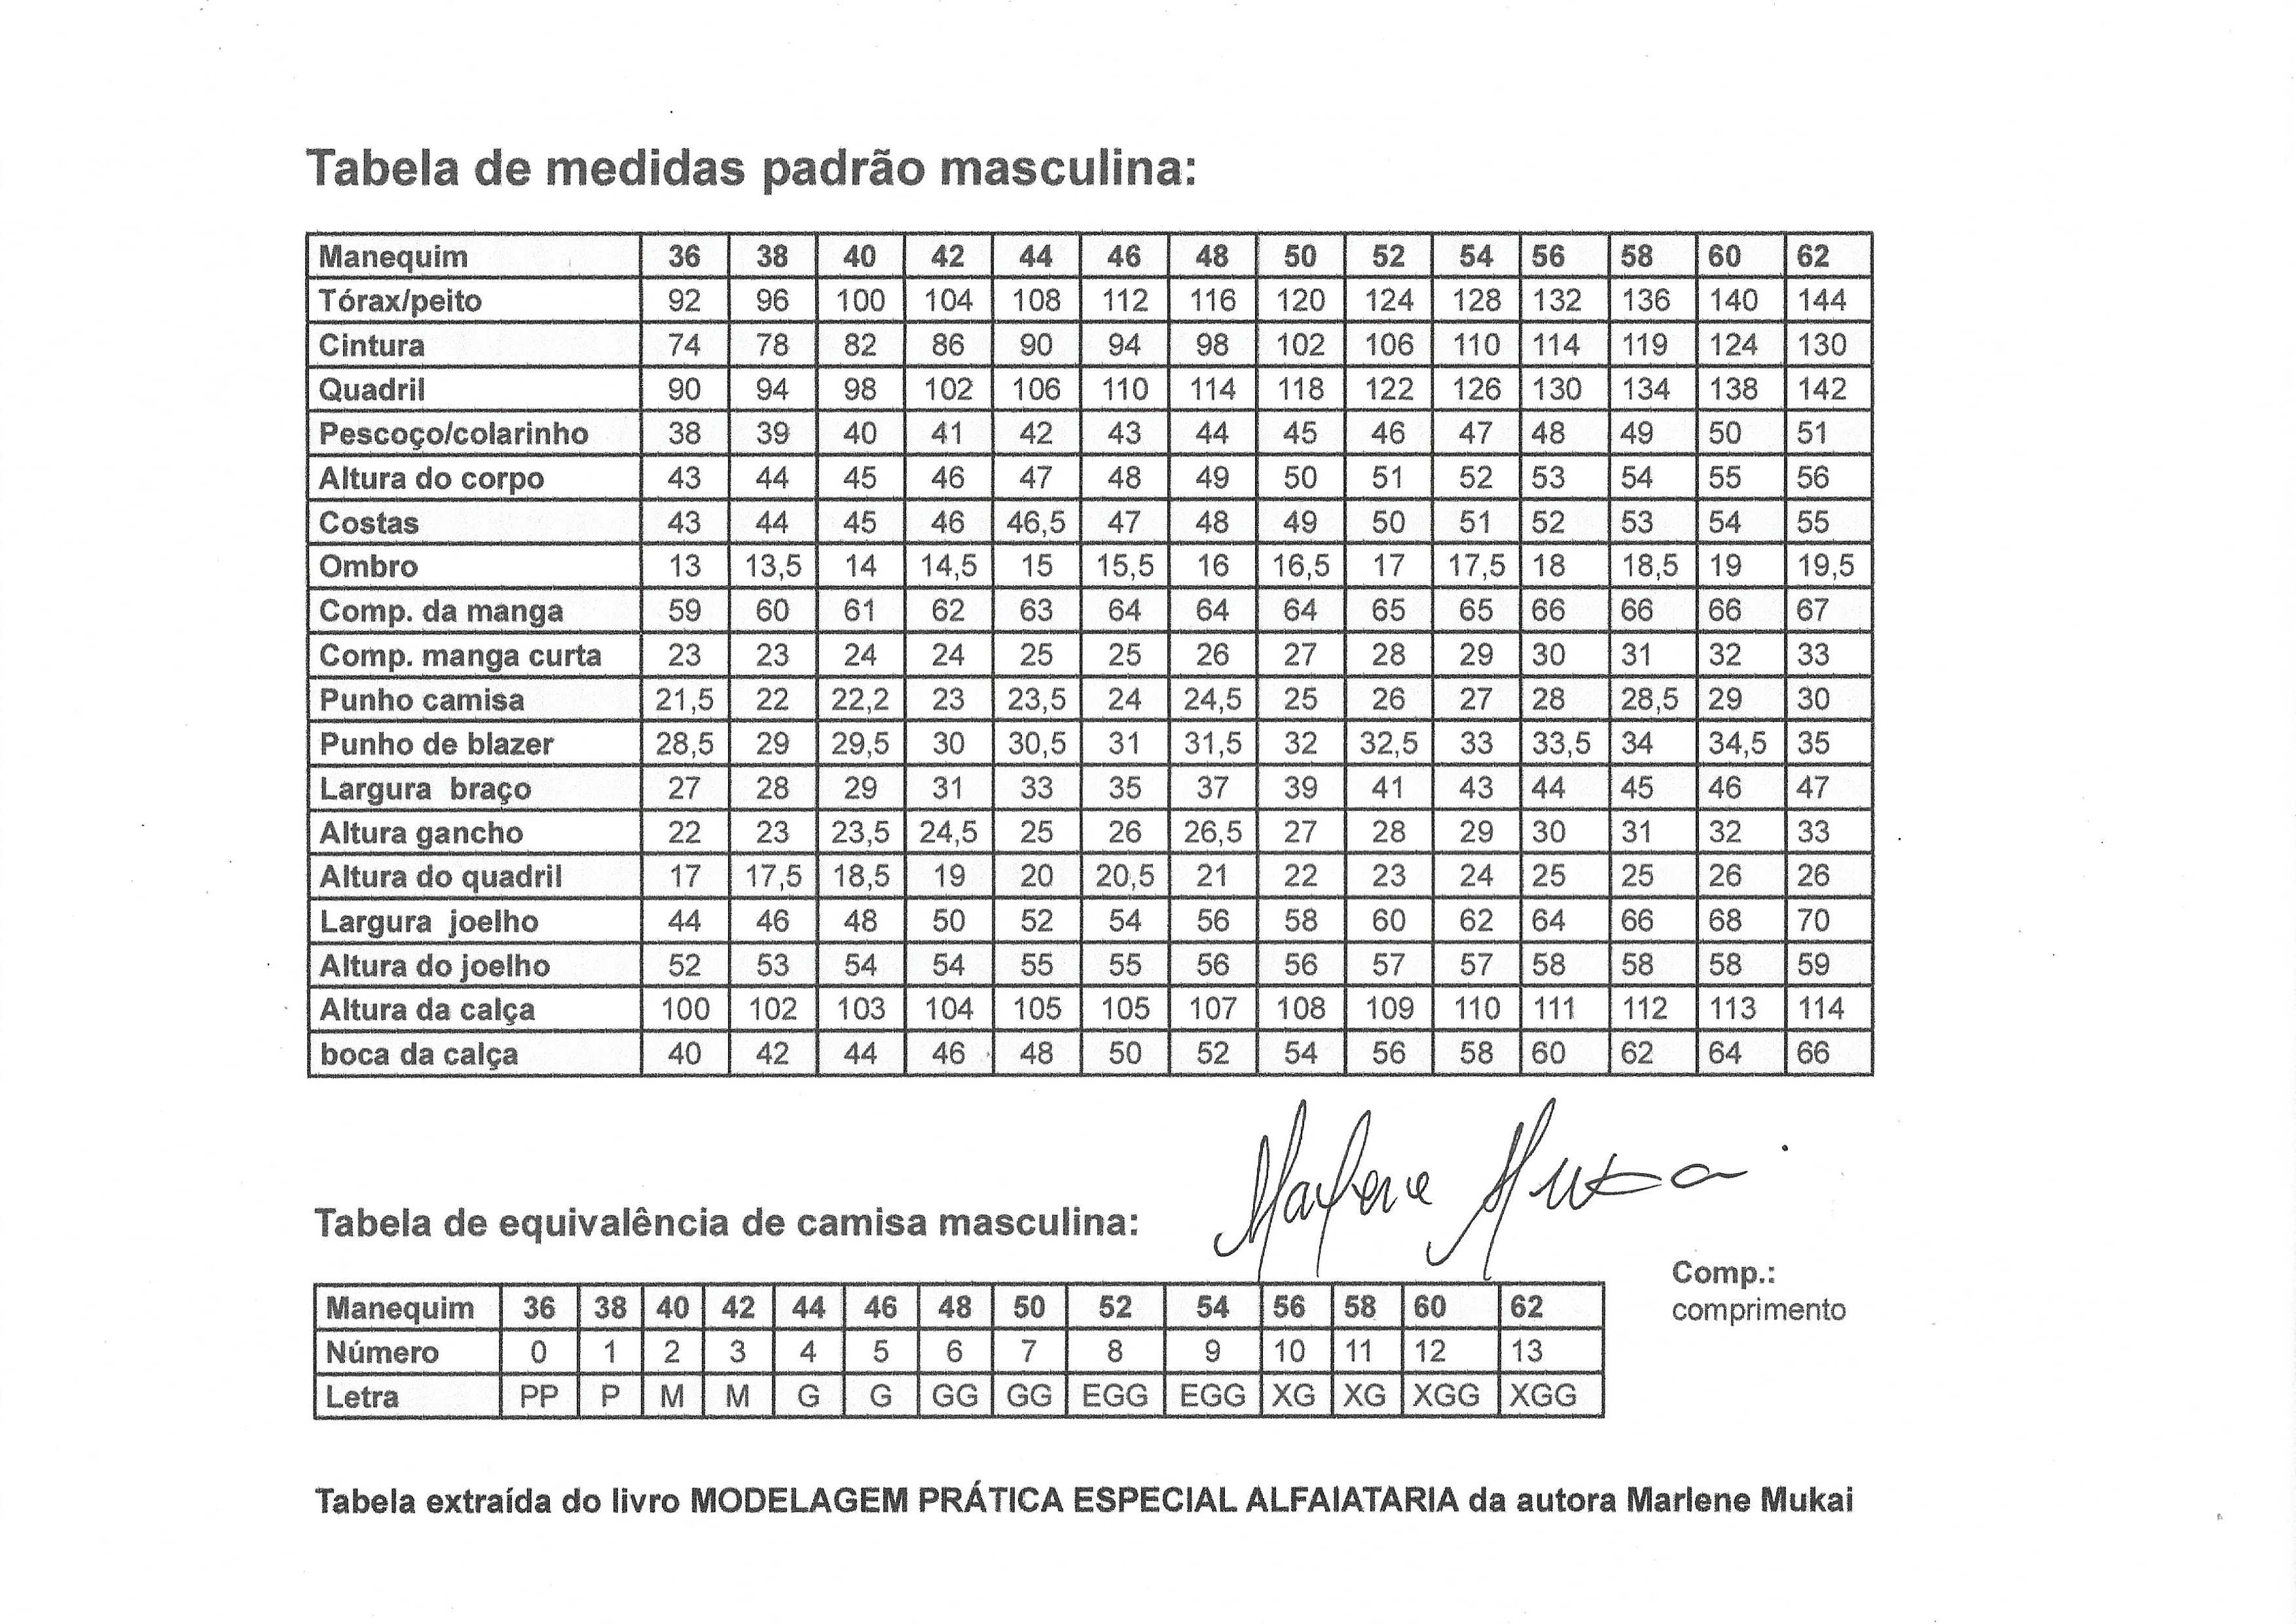 Tabela de medidas padrão masculina:
Manequim 36 38 40 42 44 46 48 50 52 54 56 58 60 62
Tórax/peito 92 96 100 104 108 112 116 120 124 128 132 136 140 144
Cintura 74 78 82 86 90 94 98 102 106 110 114 119 124 130
Quadril 90 94 98 102 106 110 114 118 122 126 130 134 138 142
Pescoço/colarinho 38 39 40 41 42 43 44 45 46 47 48 49 50 51
Altura do corpo 43 44 45 46 47 48 49 50 51 52 53 54 55 56
Costas 43 44 45 46 46,5 47 48 49 50 51 52 53 54 55
Ombro 13 13,5 14 14,5 15 15,5 16 16,5 17 17,5 18 18,5 19 19,5
Comp. da manga 59 60 61 62 63 64 64 64 65 65 66 66 66 67
Comp. manga curta 23 23 24 24 25 25 26 27 28 29 30 31 32 33
Punho camisa 21,5 22 22,2 23 23,5 24 24,5 25 26 27 28 28,5 29 30
Punho de blazer 28,5 29 29,5 30 30,5 31 31,5 32 32,5 33 33,5 34 34,5 35
Largura braço 27 28 29 31 33 35 37 39 41 43 44 45 46 47
Altura gancho 22 23 23,5 24,5 25 26 26,5 27 28 29 30 31 32 33
Altura do quadril 17 17,5 18,5 19 20 20,5 21 22 23 24 25 25 26 26
Largura joelho 44 46 48 50 52 54 56 58 60 62 64 66 68 70
Altura do joelho 52 53 54 54 55 55 56 56 57 57 58 58 58 59
Altura da calça 100 102 103 104 105 105 107 108 109 110 111 112 113 114
boca da calça 40 42 44 46 48 50 52 54 56 58 60 62 64 66
Marlene Mukai
Tabela de equivalência de camisa masculina:
Comp.:
comprimento
Manequim 36 38 40 42 44 46 48 50 52 54 56 58 60 62
Número 0 1 2 3 4 5 6 7 8 9 10 11 12 13
Letra PP P M M G G GG GG EGG EGG XG XG XGG XGG
Tabela extraída do livro MODELAGEM PRÁTICA ESPECIAL ALFAIATARIA da autora Marlene Mukai